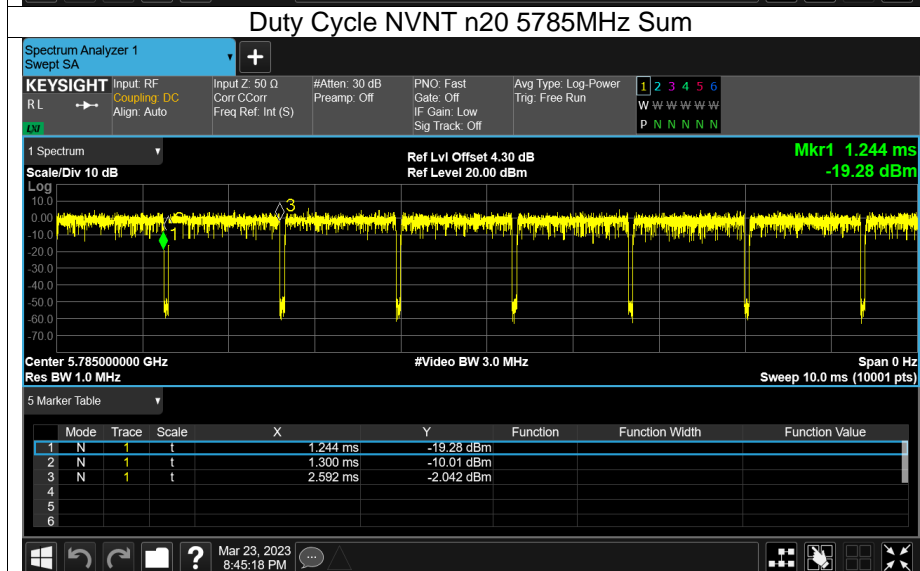 Duty Cycle NVNT n20 5785MHz Sum
Spectrum Analyzer 1
Swept SA
+
KEYSIGHT Input: RF Input Z: 50 Ω #Atten: 30 dB PNO: Fast Avg Type: Log-Power 1 2 3 4 5 6
RL Coupling: DC Corr CCorr Preamp: Off Gate: Off Trig: Free Run W W W W W W
Align: Auto Freq Ref: Int (S) IF Gain: Low
LXI Sig Track: Off P N N N N N
1 Spectrum Ref Lvl Offset 4.30 dB Mkr1 1.244 ms
Scale/Div 10 dB Ref Level 20.00 dBm -19.28 dBm
Log
10.0
0.00
-10.0
-20.0
-30.0
-40.0
-50.0
-60.0
-70.0
2
1
3
Center 5.785000000 GHz #Video BW 3.0 MHz Span 0 Hz
Res BW 1.0 MHz Sweep 10.0 ms (10001 pts)
5 Marker Table
Mode Trace Scale X Y Function Function Width Function Value
1 N 1 t 1.244 ms -19.28 dBm
2 N 1 t 1.300 ms -10.01 dBm
3 N 1 t 2.592 ms -2.042 dBm
4
5
6
? Mar 23, 2023
8:45:18 PM